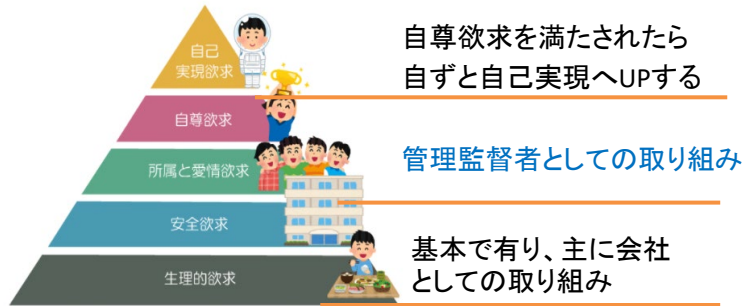 自己
実現欲求
自尊欲求
所属と愛情欲求
安全欲求
生理的欲求
自尊欲求を満たされたら
自ずと自己実現へUPする
管理監督者としての取り組み
基本で有り、主に会社
としての取り組み